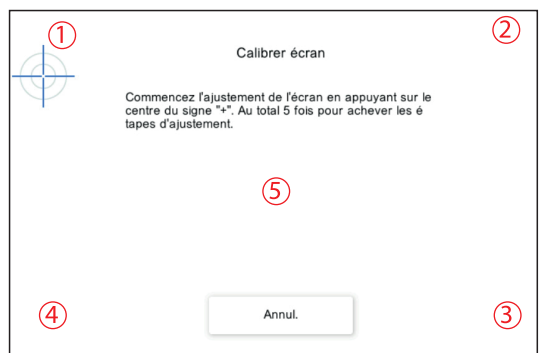 ① ②
Calibrer écran
Commencez l'ajustement de l'écran en appuyant sur le
centre du signe "+". Au total 5 fois pour achever les é
tapes d'ajustement.
⑤
④ Annul. ③